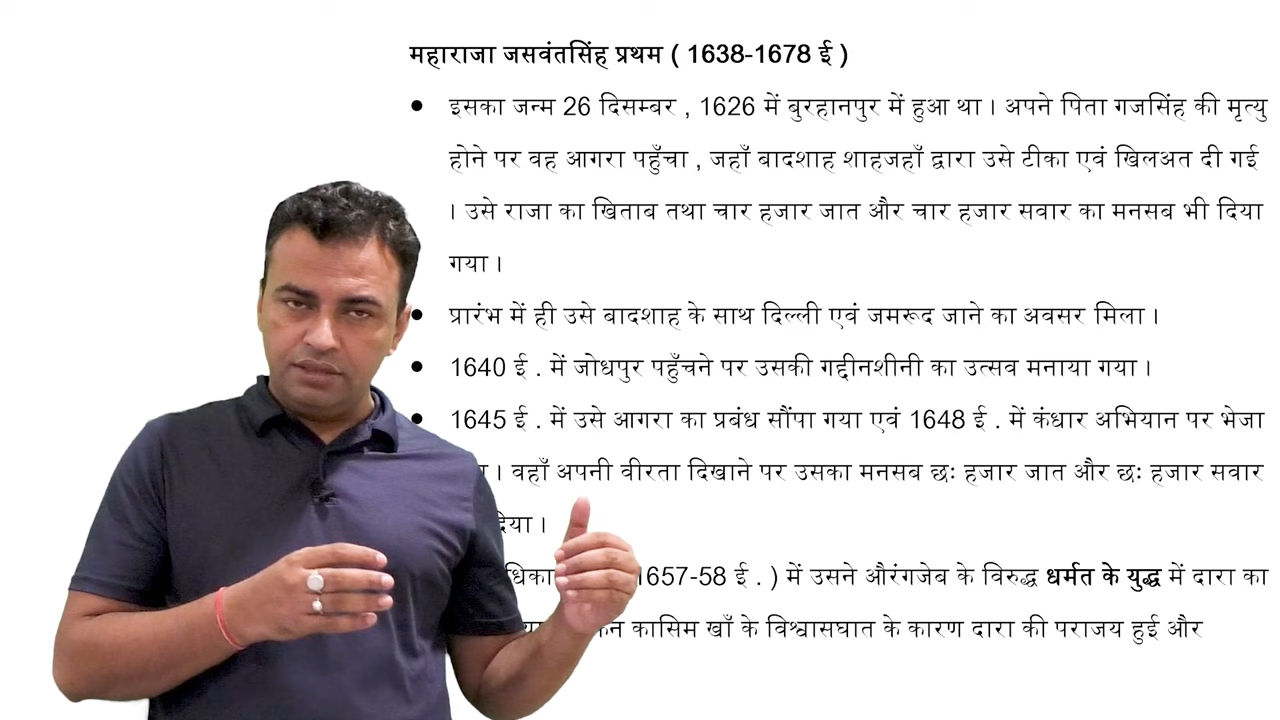 महाराजा जसवंतसिंह प्रथम ( 1638-1678 ई )
• इसका जन्म 26 दिसम्बर , 1626 में बुरहानपुर में हुआ था । अपने पिता गजसिंह की मृत्यु
होने पर वह आगरा पहुँचा , जहाँ बादशाह शाहजहाँ द्वारा उसे टीका एवं खिलअत दी गई
। उसे राजा का खिताब तथा चार हजार जात और चार हजार सवार का मनसब भी दिया
गया ।
• प्रारंभ में ही उसे बादशाह के साथ दिल्ली एवं जमरूद जाने का अवसर मिला ।
• 1640 ई . में जोधपुर पहुँचने पर उसकी गद्दीनशीनी का उत्सव मनाया गया ।
• 1645 ई . में उसे आगरा का प्रबंध सौंपा गया एवं 1648 ई . में कंधार अभियान पर भेजा
। वहाँ अपनी वीरता दिखाने पर उसका मनसब छः हजार जात और छः हजार सवार
दिया ।
1657-58 ई . ) में उसने औरंगजेब के विरुद्ध धर्मत के युद्ध में दारा का
कासिम खाँ के विश्वासघात के कारण दारा की पराजय हुई और